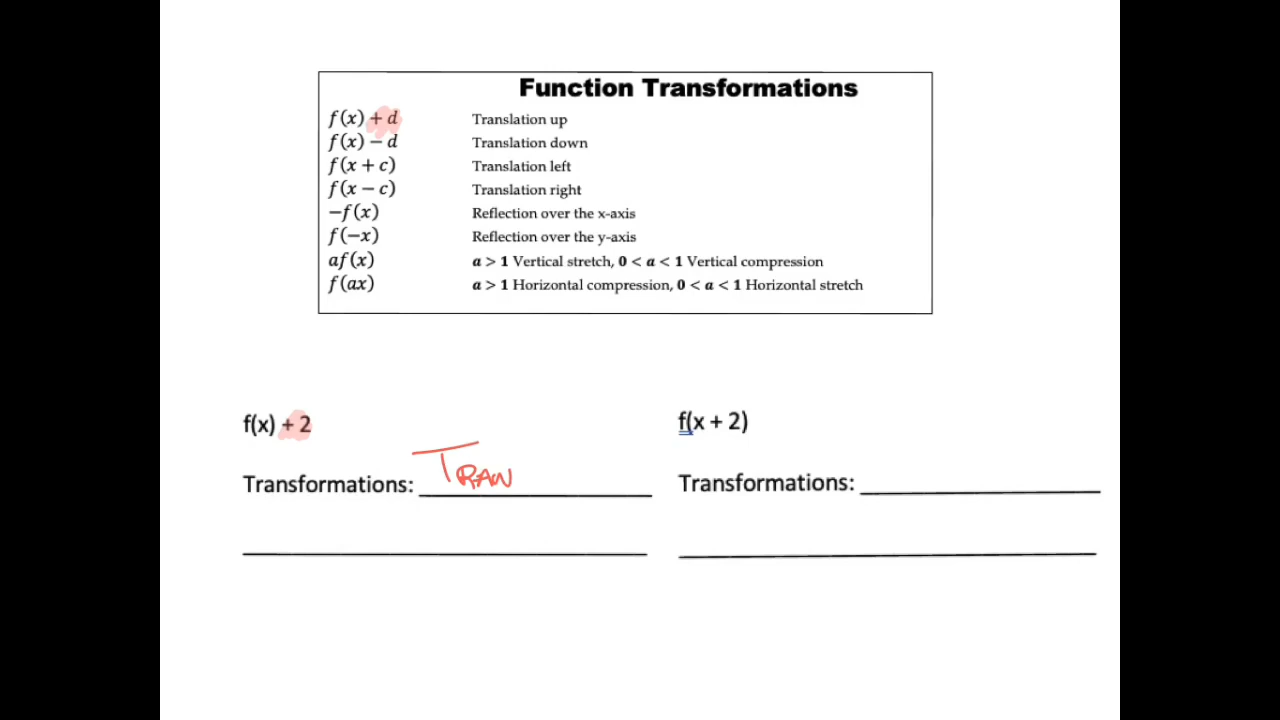 Function Transformations
f(x) + d Translation up
f(x) − d Translation down
f(x + c) Translation left
f(x − c) Translation right
−f(x) Reflection over the x-axis
f(−x) Reflection over the y-axis
af(x) a > 1 Vertical stretch, 0 < a < 1 Vertical compression
f(ax) a > 1 Horizontal compression, 0 < a < 1 Horizontal stretch
f(x) + 2
Transformations: TRAN
f(x + 2)
Transformations: